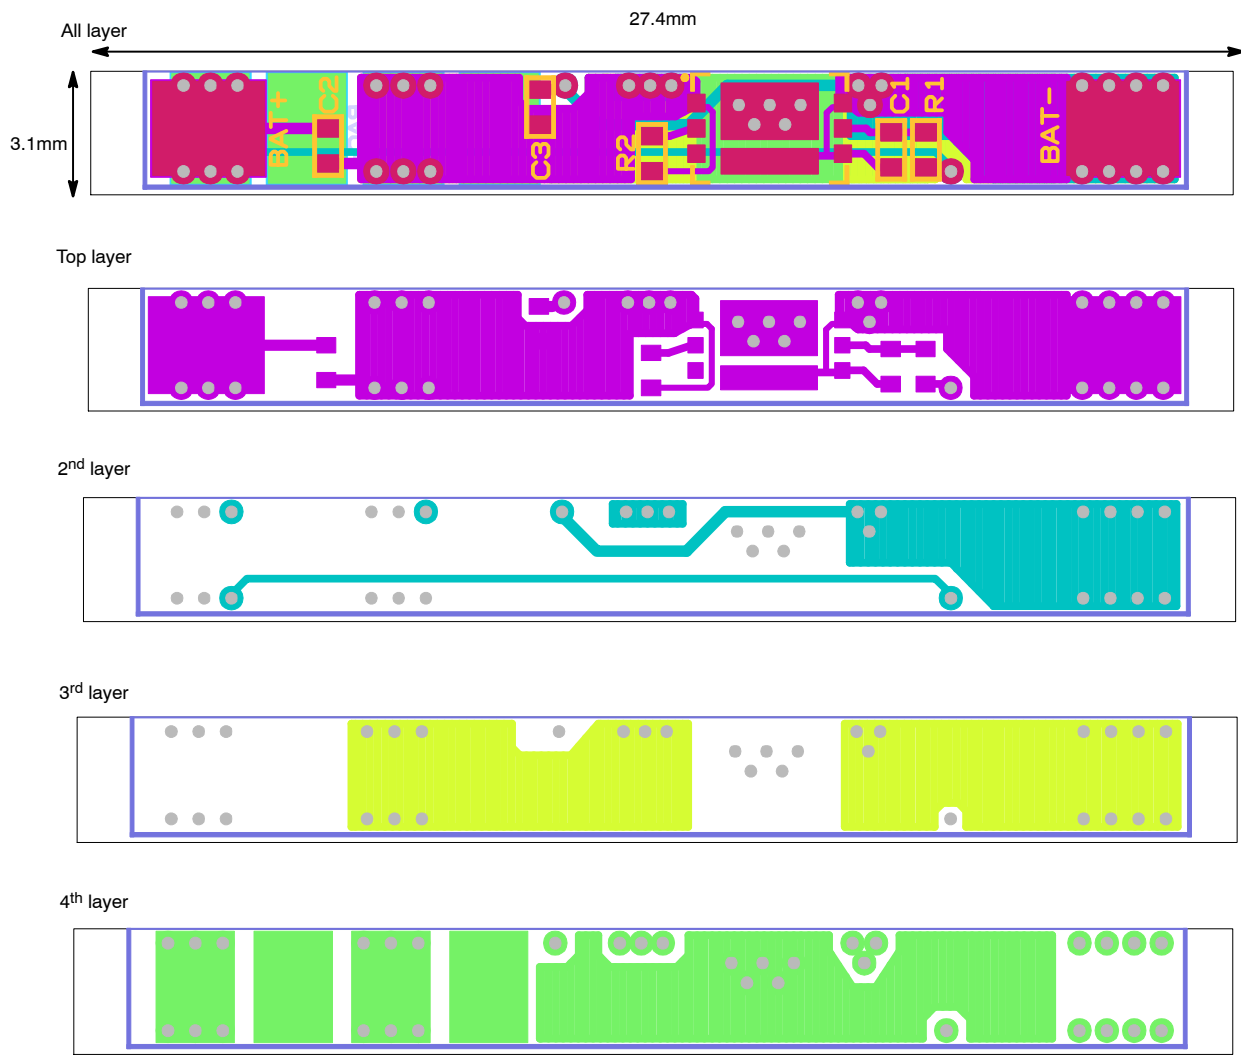 27.4mm
All layer
3.1mm
BAT+
C2
C3
R2
C1
R1
BAT-
Top layer
2nd layer
3rd layer
4th layer